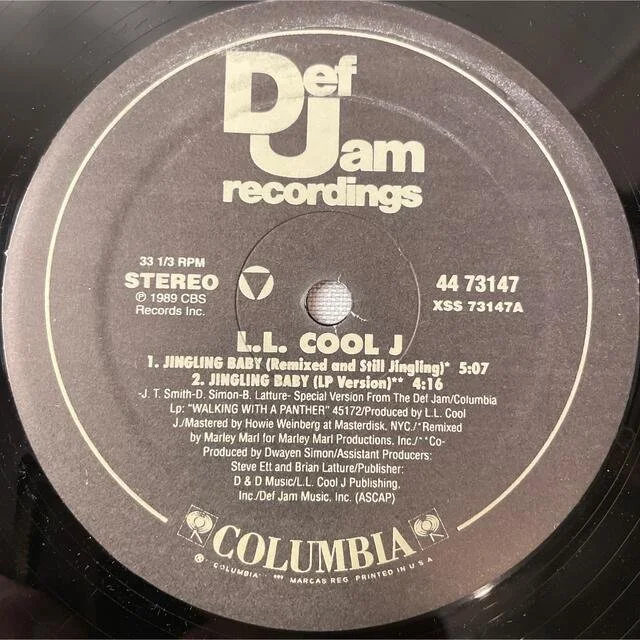 Def
Jam
recordings
33 1/3 RPM
STEREO
℗ 1989 CBS
Records Inc.
44 73147
XSS 73147A
L.L. COOL J
1. JINGLING BABY (Remixed and Still Jingling)* 5:07
2. JINGLING BABY (LP Version)** 4:16
-J. T. Smith-D. Simon-B. Latture- Special Version From The Def Jam/Columbia
Lp: "WALKING WITH A PANTHER" 45172/Produced by L.L. Cool
J./Mastered by Howie Weinberg at Masterdisk, NYC./*Remixed
by Marley Marl for Marley Marl Productions, Inc./**Co-
Produced by Dwayen Simon/Assistant Producers:
Steve Ett and Brian Latture/Publisher:
D & D Music/L.L. Cool J Publishing,
Inc./Def Jam Music, Inc. (ASCAP)
COLUMBIA
"COLUMBIA" MARCAS REG. PRINTED IN U S A